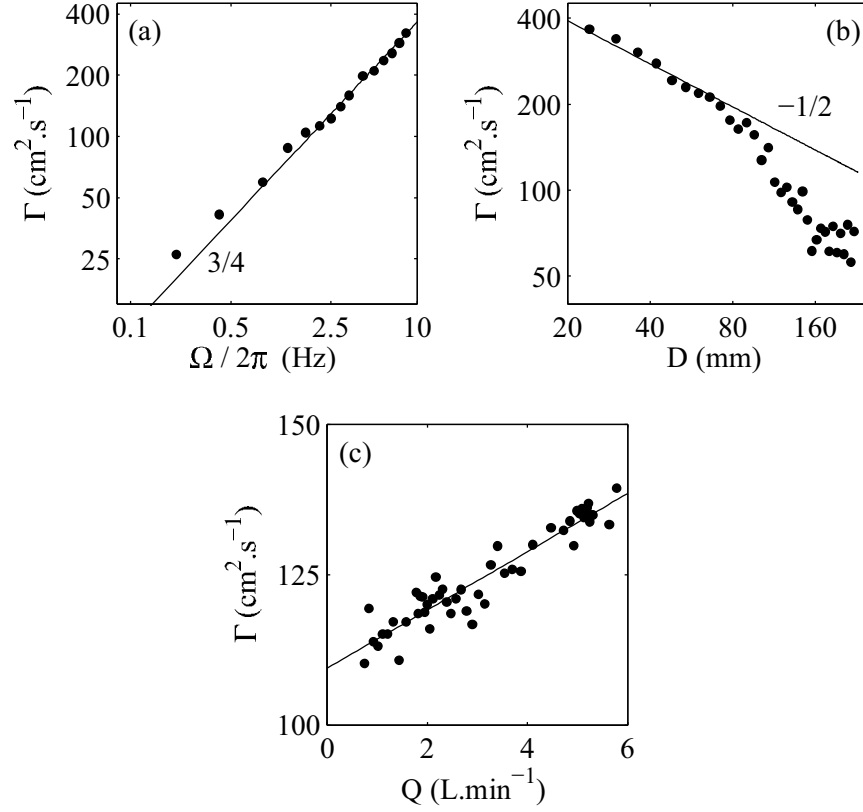 (a)
400
200
100
50
25
Γ (cm².s⁻¹)
3/4
0.1 0.5 2.5 10
Ω / 2π (Hz)
(b)
400
200
100
50
Γ (cm².s⁻¹)
−1/2
20 40 80 160
D (mm)
(c)
150
125
100
Γ (cm².s⁻¹)
0 2 4 6
Q (L.min⁻¹)